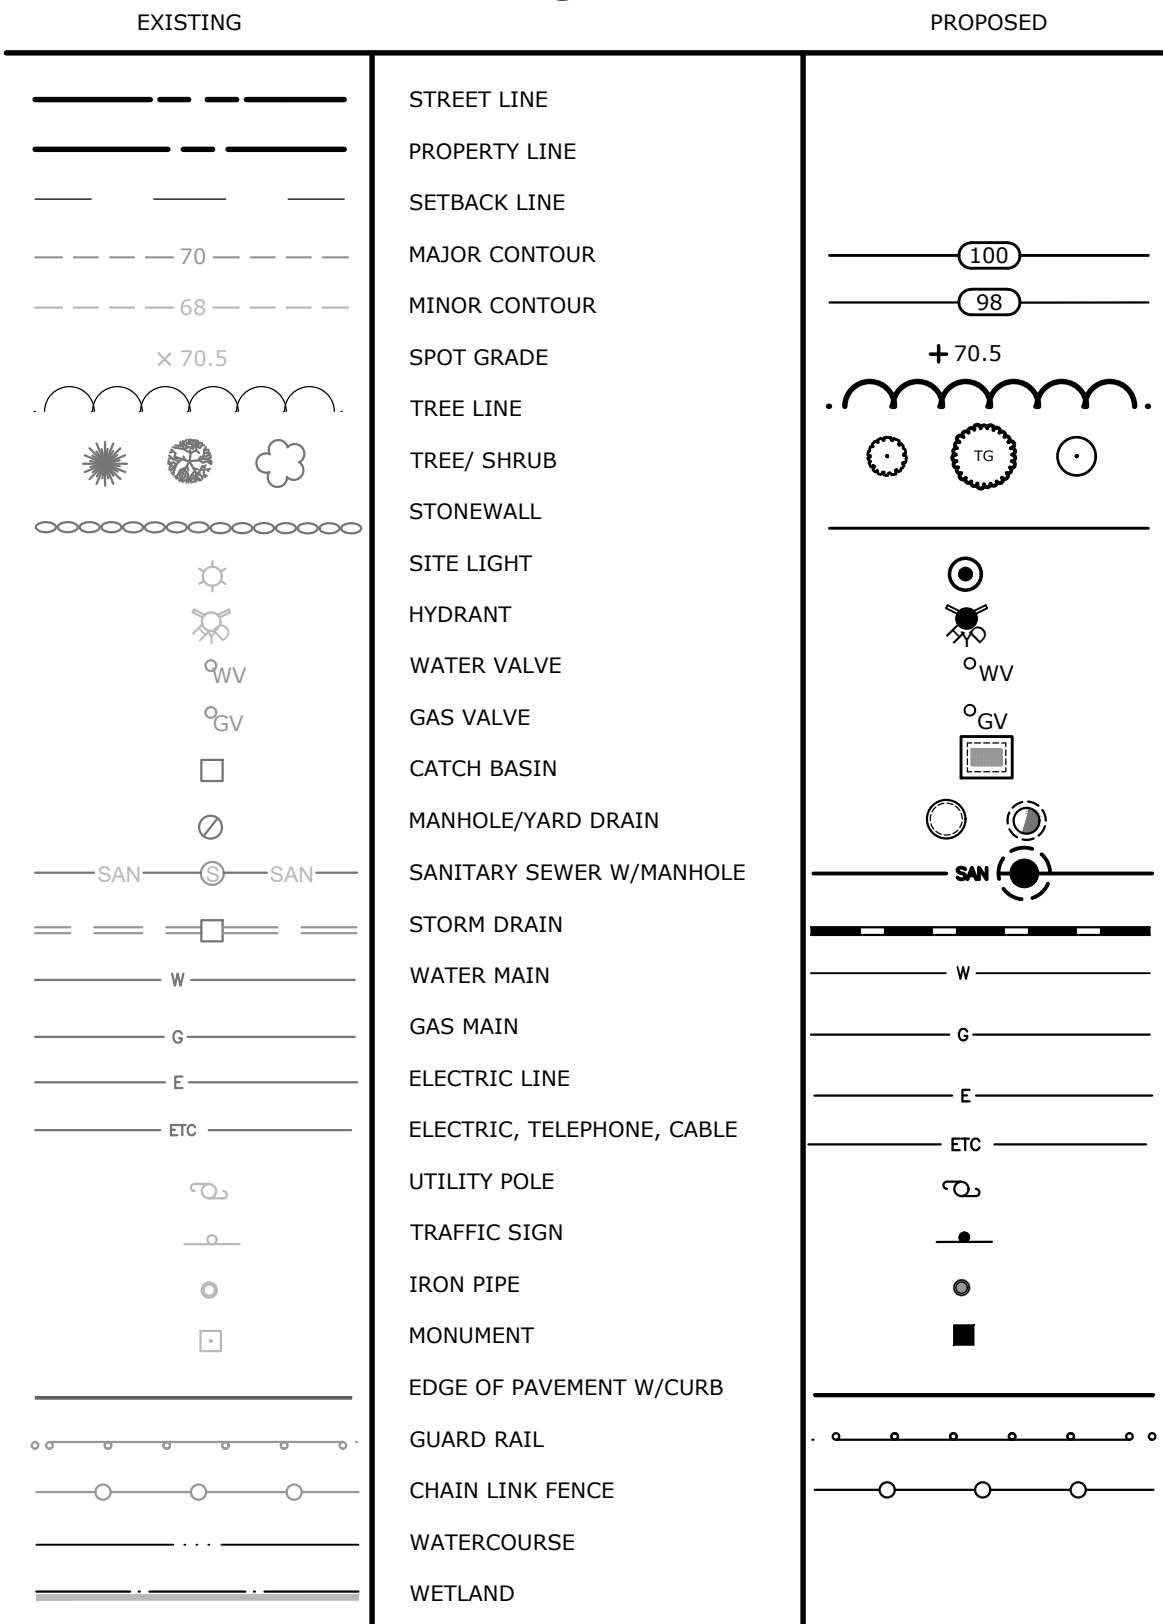 EXISTING PROPOSED
STREET LINE
PROPERTY LINE
SETBACK LINE
70 MAJOR CONTOUR 100
68 MINOR CONTOUR 98
× 70.5 SPOT GRADE + 70.5
TREE LINE
TREE/ SHRUB TG
STONEWALL
SITE LIGHT
HYD HYDRANT HYD
WV WATER VALVE WV
GV GAS VALVE GV
CATCH BASIN
MANHOLE/YARD DRAIN
SAN S SAN SANITARY SEWER W/MANHOLE SAN
STORM DRAIN
W WATER MAIN W
G GAS MAIN G
E ELECTRIC LINE E
ETC ELECTRIC, TELEPHONE, CABLE ETC
UTILITY POLE
TRAFFIC SIGN
IRON PIPE
MONUMENT
EDGE OF PAVEMENT W/CURB
GUARD RAIL
CHAIN LINK FENCE
WATERCOURSE
WETLAND